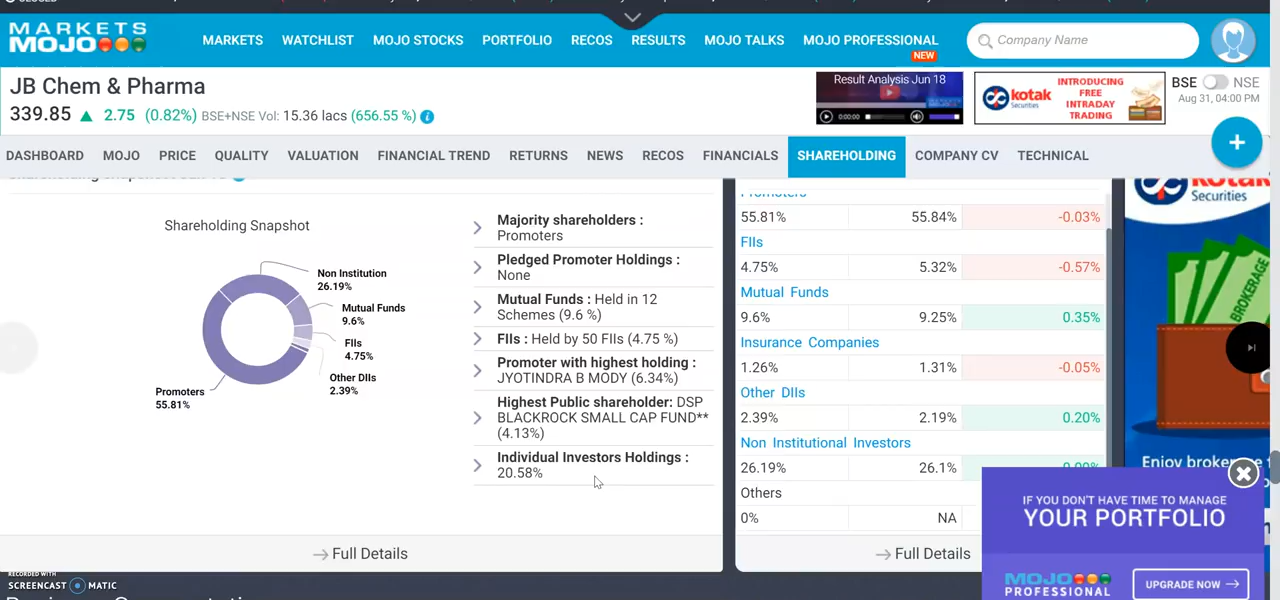 MARKETS
MOJO
MARKETS WATCHLIST MOJO STOCKS PORTFOLIO RECOS RESULTS MOJO TALKS MOJO PROFESSIONAL
NEW
Company Name
JB Chem & Pharma
339.85 2.75 (0.82%) BSE+NSE Vol: 15.36 lacs (656.55 %)
Result Analysis Jun 18
0:00:00
kotak
Securities
INTRODUCING
FREE
INTRADAY
TRADING
BSE NSE
Aug 31, 04:00 PM
+
DASHBOARD MOJO PRICE QUALITY VALUATION FINANCIAL TREND RETURNS NEWS RECOS FINANCIALS SHAREHOLDING COMPANY CV TECHNICAL
Shareholding Snapshot
Non Institution
26.19%
Mutual Funds
9.6%
FIIs
4.75%
Other DIIs
2.39%
Promoters
55.81%
Majority shareholders :
Promoters
Pledged Promoter Holdings :
None
Mutual Funds : Held in 12
Schemes (9.6 %)
FIIs : Held by 50 FIIs (4.75 %)
Promoter with highest holding :
JYOTINDRA B MODY (6.34%)
Highest Public shareholder: DSP
BLACKROCK SMALL CAP FUND**
(4.13%)
Individual Investors Holdings :
20.58%
Full Details
Promoters
55.81% 55.84% -0.03%
FIIs
4.75% 5.32% -0.57%
Mutual Funds
9.6% 9.25% 0.35%
Insurance Companies
1.26% 1.31% -0.05%
Other DIIs
2.39% 2.19% 0.20%
Non Institutional Investors
26.19% 26.1% 0.09%
Others
0% NA
Full Details
Securities
BROKERAGE
IF YOU DON'T HAVE TIME TO MANAGE
YOUR PORTFOLIO
MOJO
PROFESSIONAL
UPGRADE NOW
RECORDED WITH
SCREENCAST MATIC